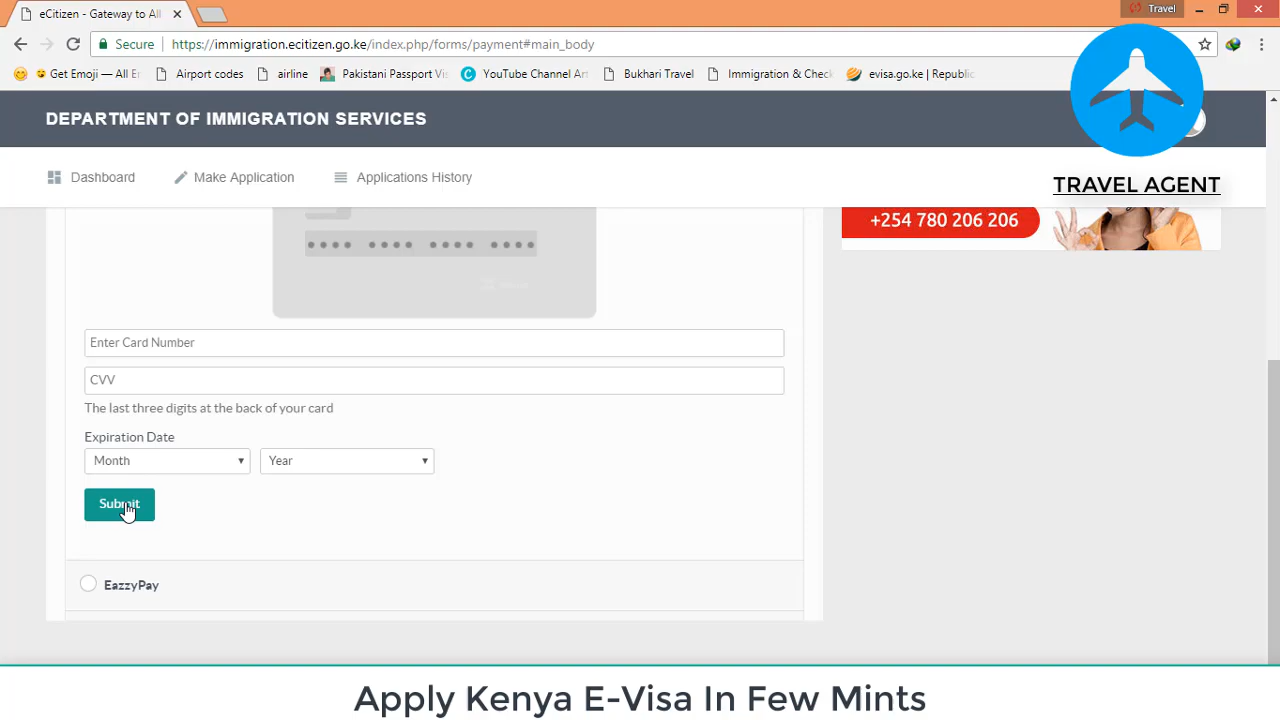 eCitizen - Gateway to All
Travel
Secure
https://immigration.ecitizen.go.ke/index.php/forms/payment#main_body
Get Emoji — All E
Airport codes
airline
Pakistani Passport Vi
YouTube Channel Art
Bukhari Travel
Immigration & Check
evisa.go.ke | Republic
DEPARTMENT OF IMMIGRATION SERVICES
Dashboard
Make Application
Applications History
TRAVEL AGENT
+254 780 206 206
Enter Card Number
CVV
The last three digits at the back of your card
Expiration Date
Month
Year
Submit
EazzyPay
Apply Kenya E-Visa In Few Mints